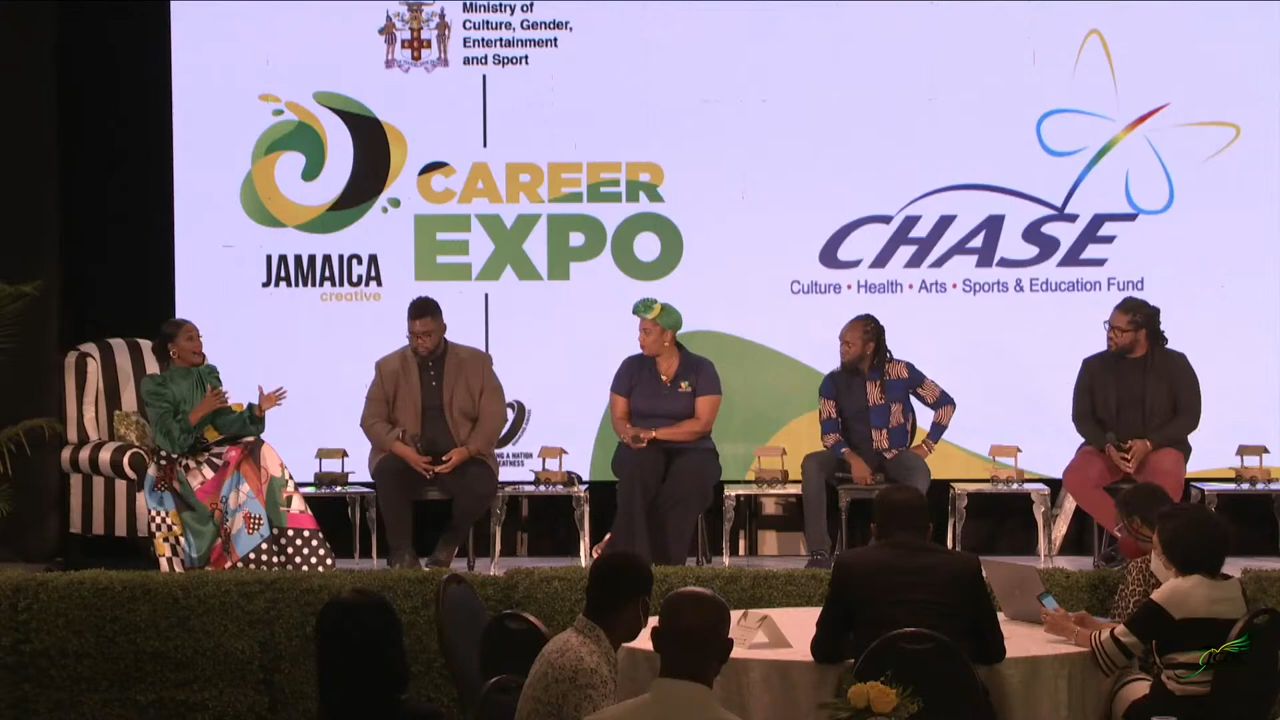 Ministry of
Culture, Gender,
Entertainment
and Sport
CAREER
EXPO
JAMAICA
creative
CHASE
Culture • Health • Arts • Sports & Education Fund